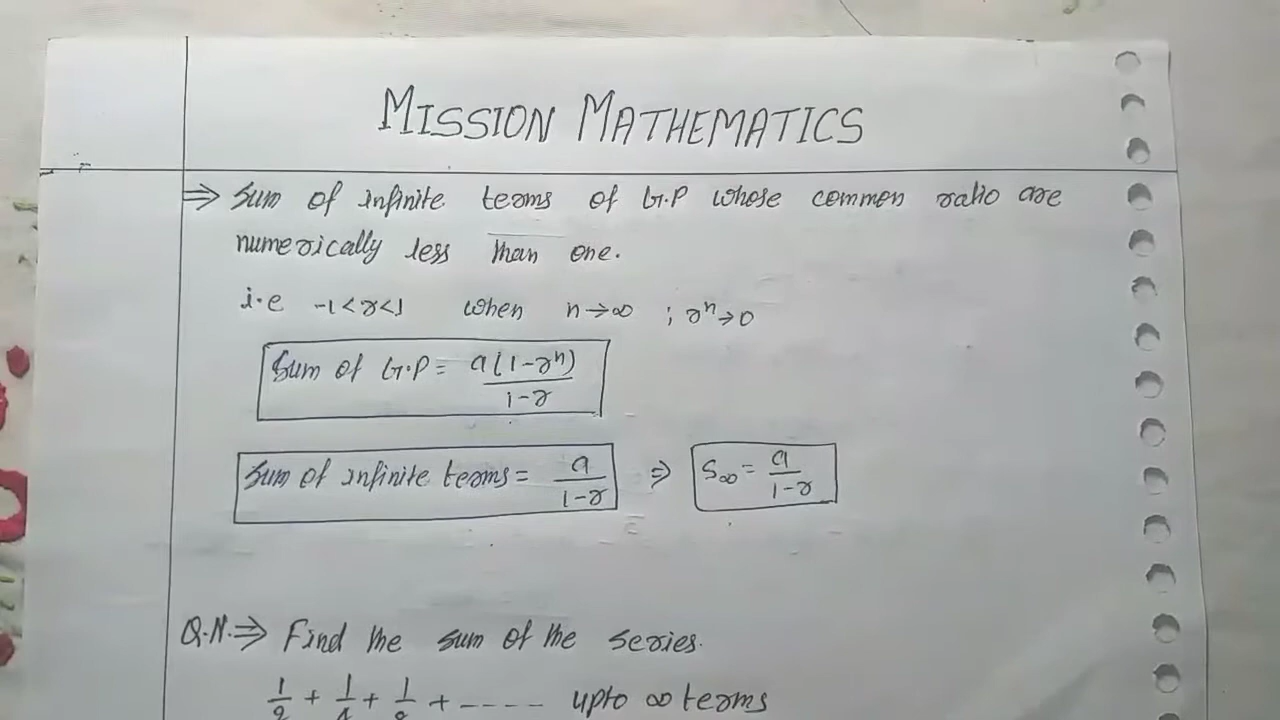 MISSION MATHEMATICS
⇒ Sum of infinite terms of G.P whose common ratio are
numerically less than one.
i.e -1<r<1 when n→∞ ; rⁿ→0
Sum of G.P = a(1-rⁿ)/1-r
Sum of infinite terms = a/1-r ⇒ S∞ = a/1-r
Q.N.⇒ Find the sum of the series.
1/2 + 1/4 + 1/8 + ---- upto ∞ terms